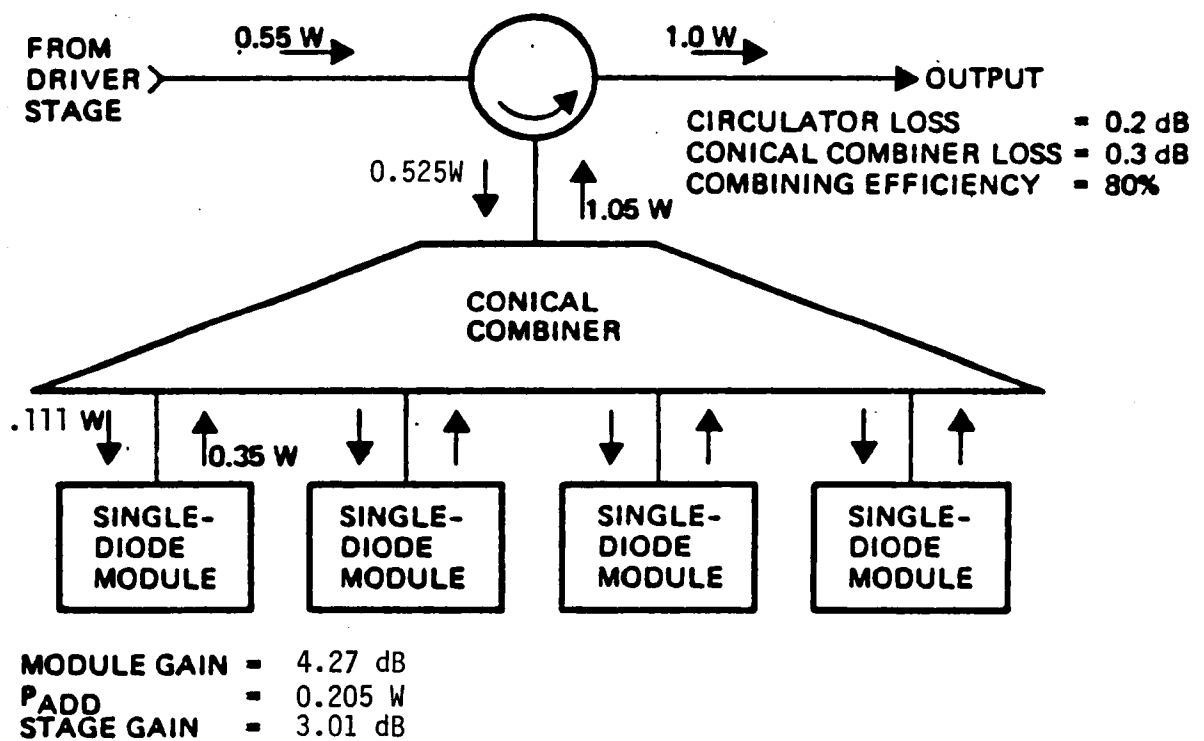 FROM
DRIVER
STAGE
0.55 W
1.0 W
OUTPUT
CIRCULATOR LOSS = 0.2 dB
CONICAL COMBINER LOSS = 0.3 dB
COMBINING EFFICIENCY = 80%
0.525W
1.05 W
CONICAL
COMBINER
.111 W
0.35 W
SINGLE-
DIODE
MODULE
SINGLE-
DIODE
MODULE
SINGLE-
DIODE
MODULE
SINGLE-
DIODE
MODULE
MODULE GAIN = 4.27 dB
PADD = 0.205 W
STAGE GAIN = 3.01 dB